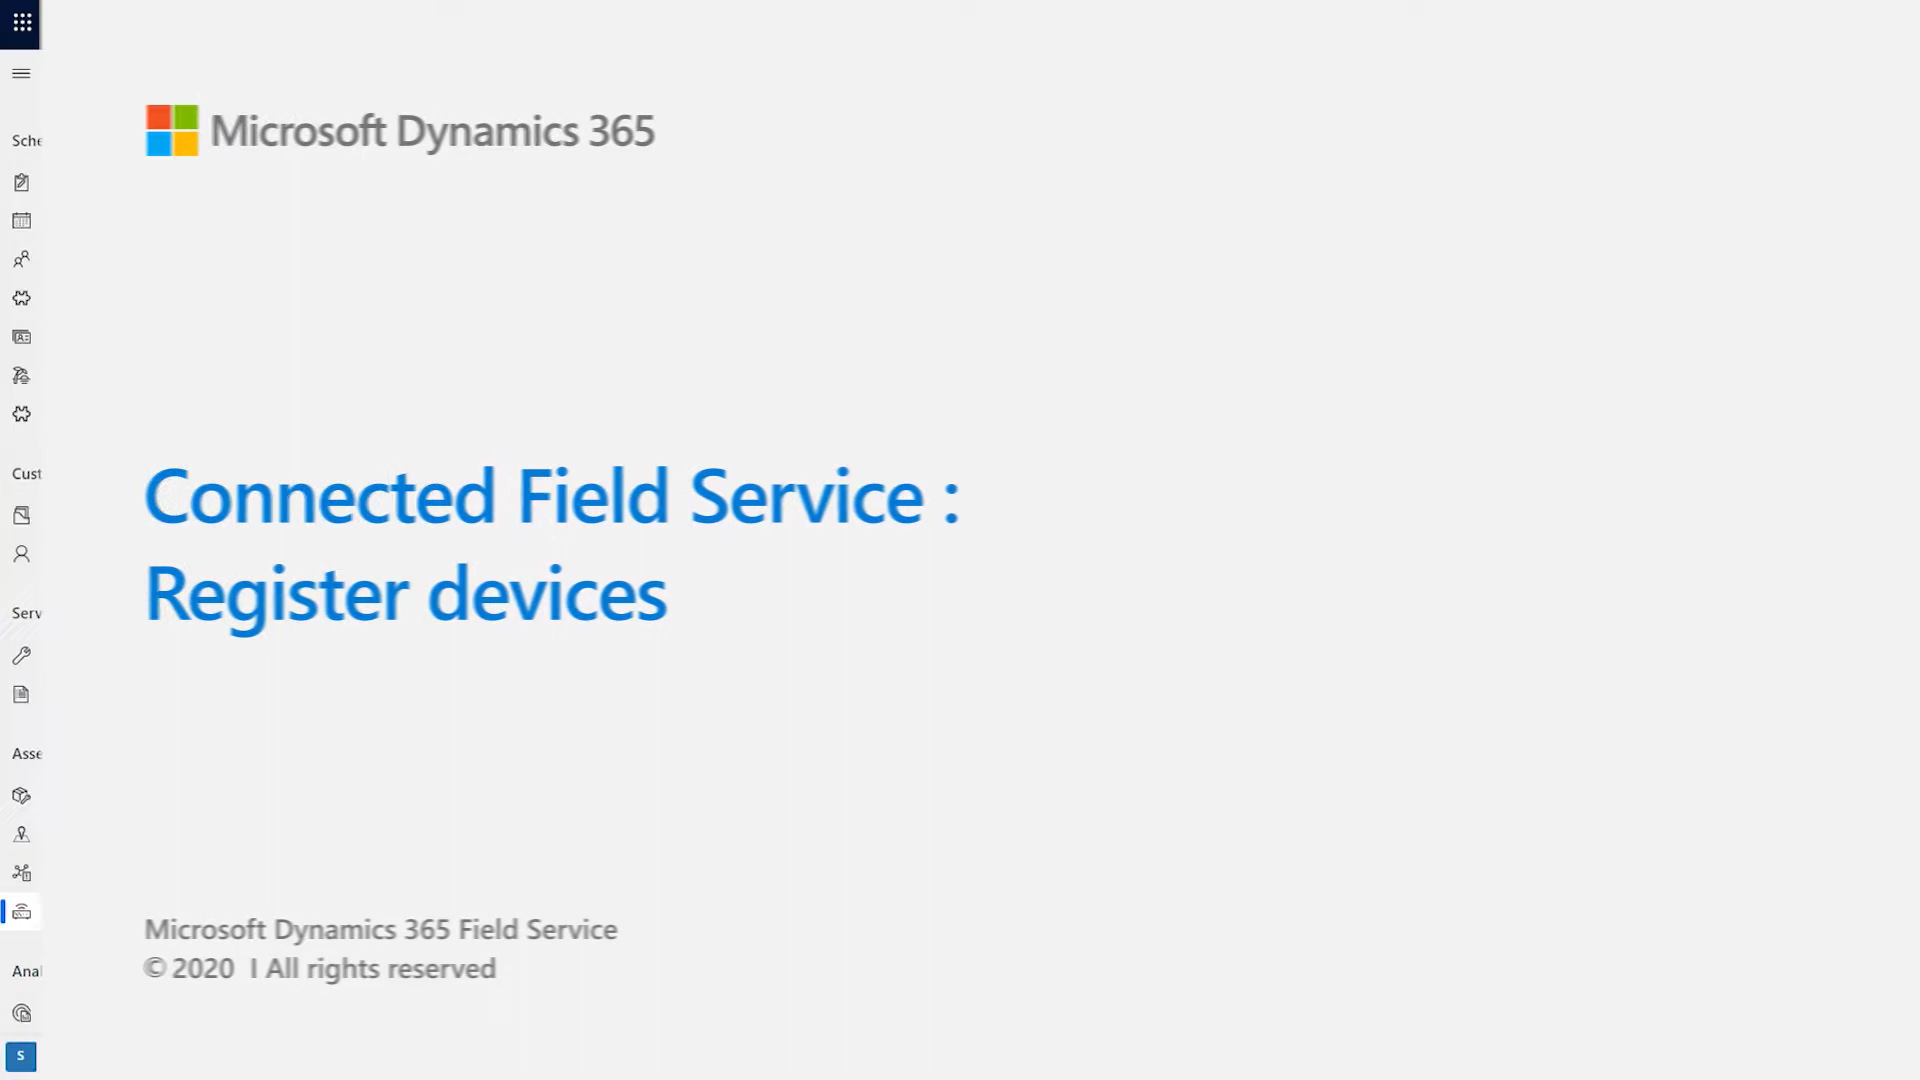 Microsoft Dynamics 365
Sche
Cust
Connected Field Service :
Register devices
Serv
Asse
Microsoft Dynamics 365 Field Service
© 2020 I All rights reserved
Anal
S